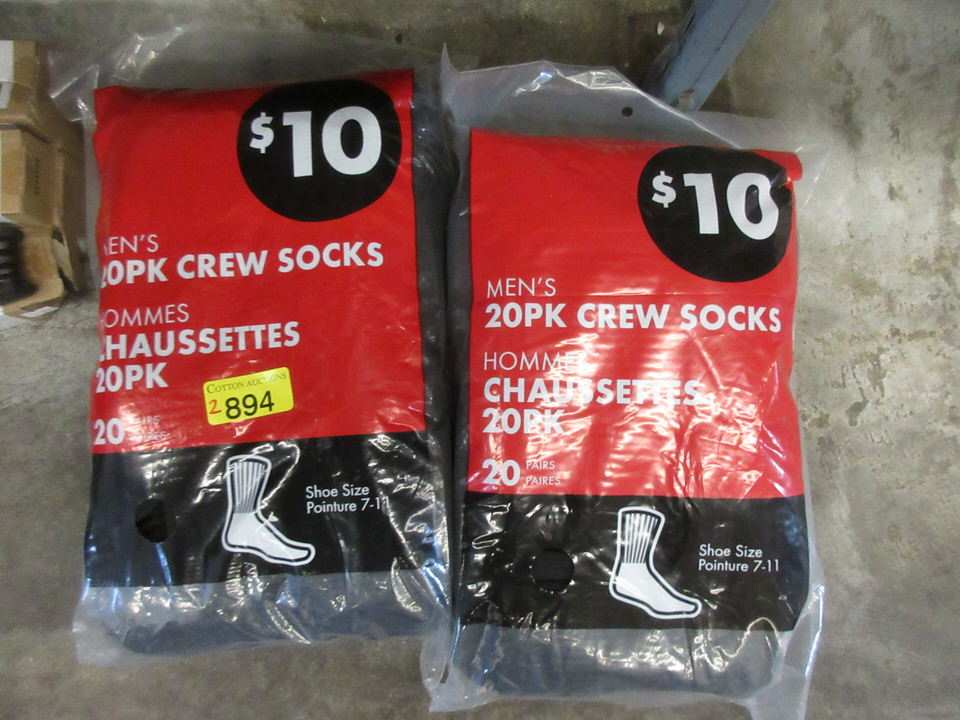 $10
MEN'S
20PK CREW SOCKS
HOMMES
CHAUSSETTES
20PK
COTTON AUCTIONS
2 894
20
Shoe Size
Pointure 7-11
$10
MEN'S
20PK CREW SOCKS
HOMMES
CHAUSSETTES
20PK
20 PAIRS
PAIRES
Shoe Size
Pointure 7-11